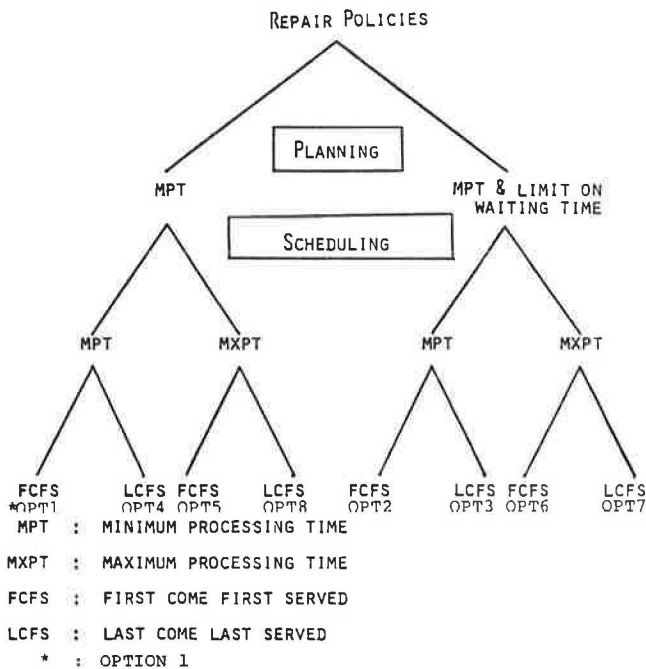 REPAIR POLICIES
PLANNING
MPT
MPT & LIMIT ON
WAITING TIME
SCHEDULING
MPT
MXPT
MPT
MXPT
FCFS LCFS FCFS LCFS FCFS LCFS FCFS LCFS
*OPT1 OPT4 OPT5 OPT8 OPT2 OPT3 OPT6 OPT7
MPT : MINIMUM PROCESSING TIME
MXPT : MAXIMUM PROCESSING TIME
FCFS : FIRST COME FIRST SERVED
LCFS : LAST COME LAST SERVED
* : OPTION 1